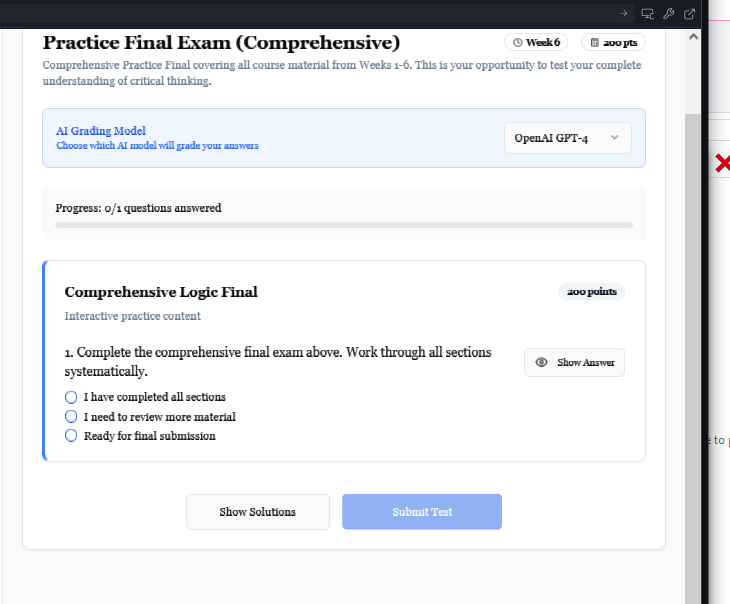 Practice Final Exam (Comprehensive)
Week 6
200 pts
Comprehensive Practice Final covering all course material from Weeks 1-6. This is your opportunity to test your complete
understanding of critical thinking.
AI Grading Model
Choose which AI model will grade your answers
OpenAI GPT-4
Progress: 0/1 questions answered
Comprehensive Logic Final
200 points
Interactive practice content
1. Complete the comprehensive final exam above. Work through all sections
systematically.
Show Answer
I have completed all sections
I need to review more material
Ready for final submission
Show Solutions
Submit Test
to